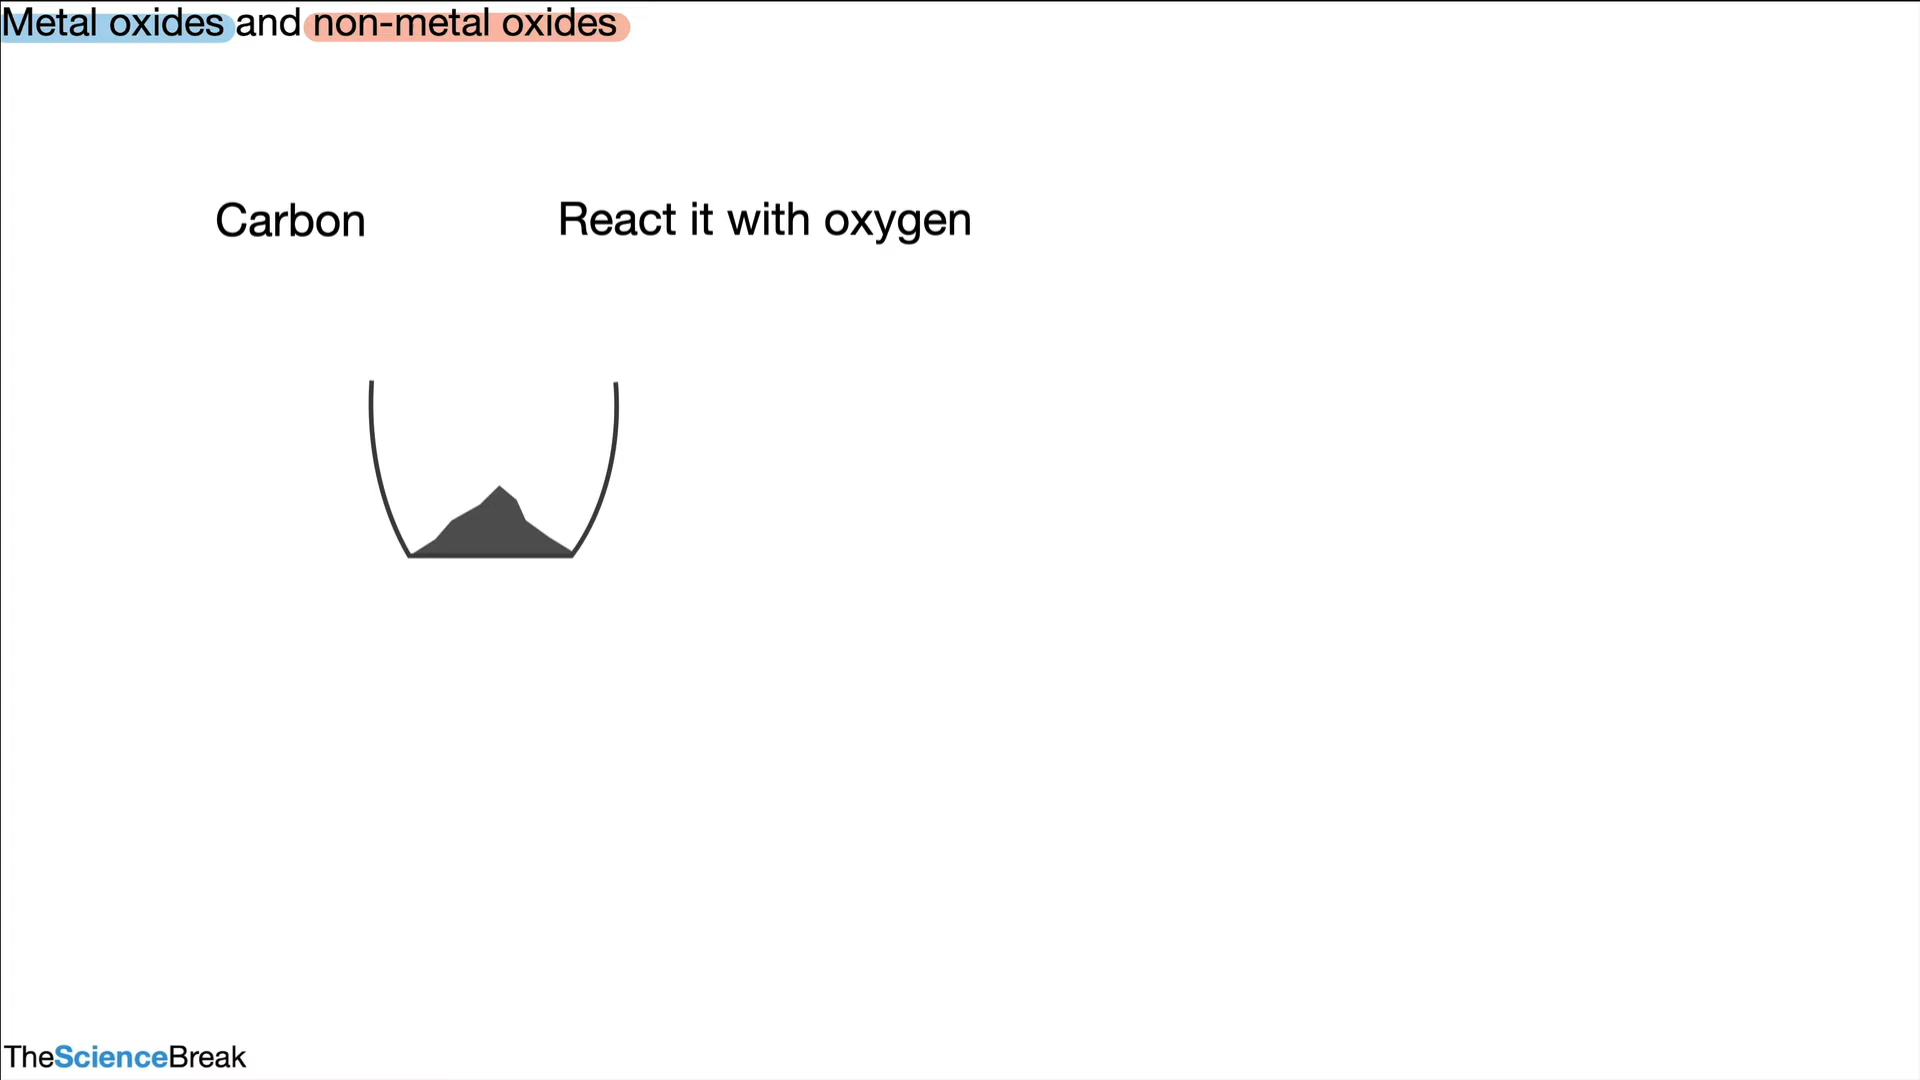 Metal oxides and non-metal oxides
Carbon
React it with oxygen
TheScienceBreak